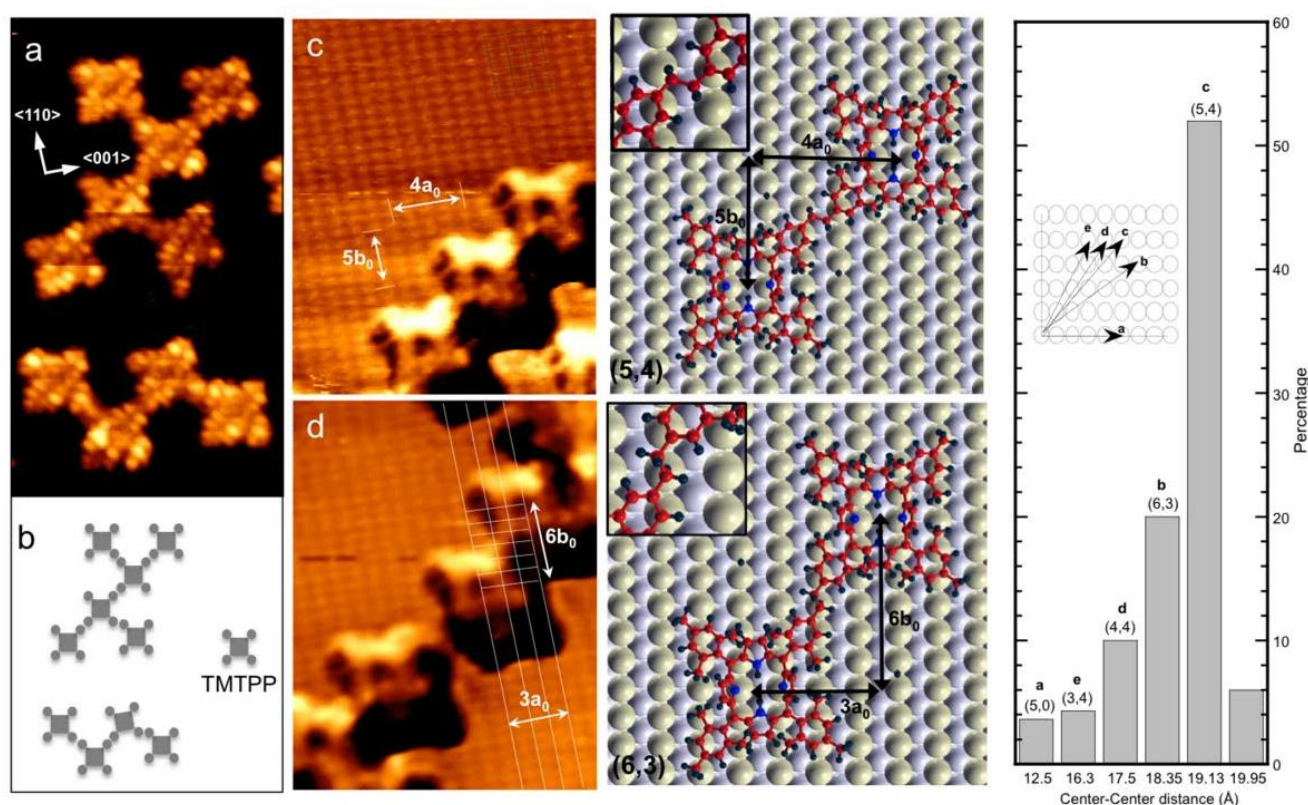 a
<110>
<001>
b
TMTPP
c
4a₀
5b₀
4a₀
5b₀
(5,4)
d
6b₀
3a₀
6b₀
3a₀
(6,3)
e d c
b
a
c
(5,4)
b
(6,3)
d
(4,4)
e
(3,4)
a
(5,0)
60
50
40
30
20
10
0
Percentage
12.5 16.3 17.5 18.35 19.13 19.95
Center-Center distance (Å)